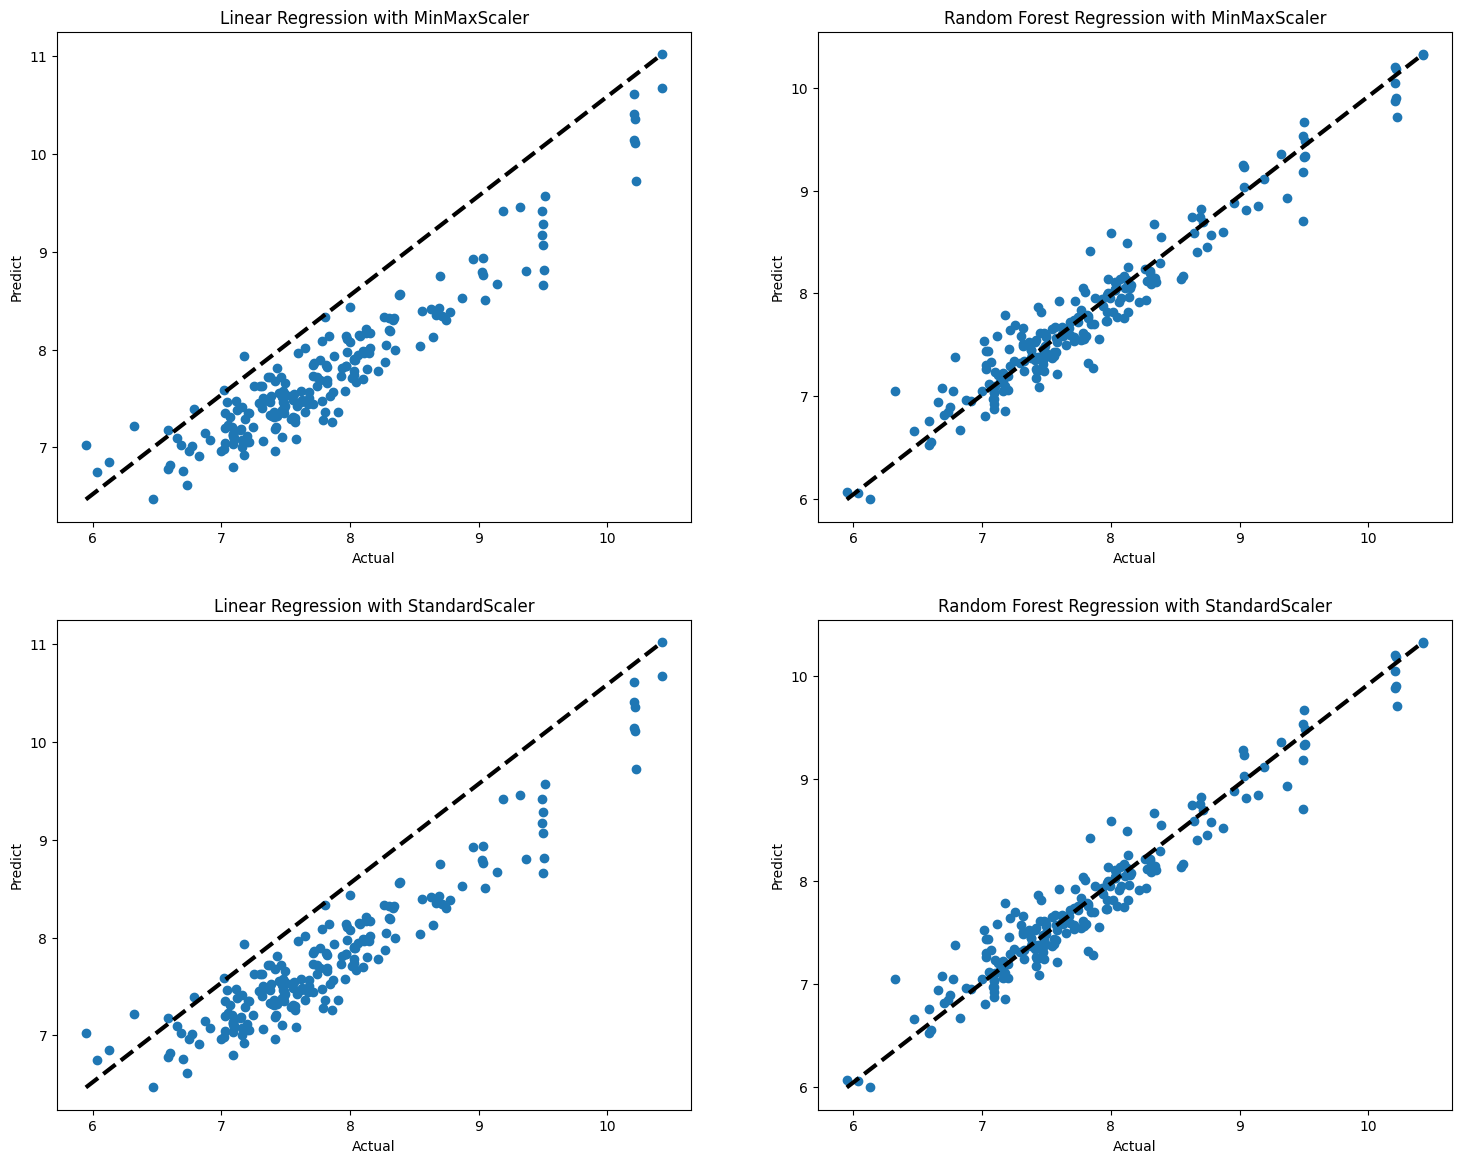 Linear Regression with MinMaxScaler
11
10
9
8
7
Predict
6 7 8 9 10
Actual
Random Forest Regression with MinMaxScaler
10
9
8
7
6
Predict
6 7 8 9 10
Actual
Linear Regression with StandardScaler
11
10
9
8
7
Predict
6 7 8 9 10
Actual
Random Forest Regression with StandardScaler
10
9
8
7
6
Predict
6 7 8 9 10
Actual